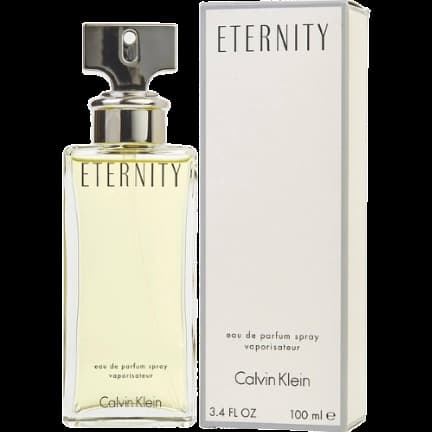 ETERNITY
eau de parfum spray
vaporisateur
Calvin Klein
ETERNITY
eau de parfum spray
vaporisateur
Calvin Klein
3.4 FL OZ 100 ml ℮